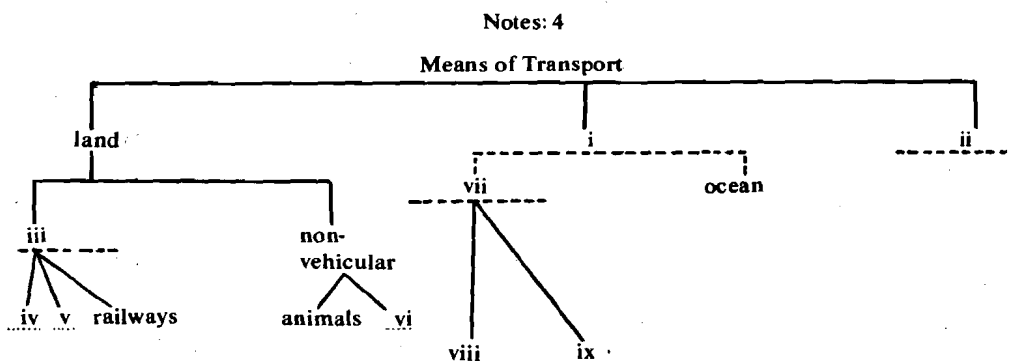 Notes: 4
Means of Transport
land
i
ii
vii
ocean
iii
non-
vehicular
iv
v
railways
animals
vi
viii
ix